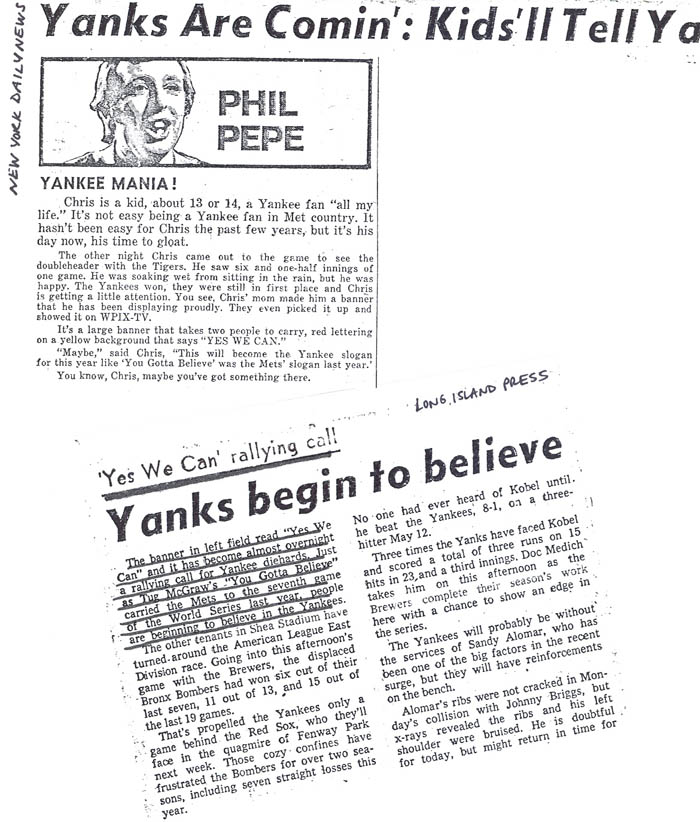 NEW YORK DAILY NEWS
Yanks Are Comin': Kids'll Tell Ya
PHIL
PEPE
YANKEE MANIA!
Chris is a kid, about 13 or 14, a Yankee fan "all my
life." It's not easy being a Yankee fan in Met country. It
hasn't been easy for Chris the past few years, but it's his
day now, his time to gloat.
The other night Chris came out to the game to see the
doubleheader with the Tigers. He saw six and one-half innings of
one game. He was soaking wet from sitting in the rain, but he was
happy. The Yankees won, they were still in first place and Chris
is getting a little attention. You see, Chris' mom made him a banner
that he has been displaying proudly. They even picked it up and
showed it on WPIX-TV.
It's a large banner that takes two people to carry, red lettering
on a yellow background that says "YES WE CAN."
"Maybe," said Chris, "This will become the Yankee slogan
for this year like 'You Gotta Believe' was the Mets' slogan last year.'
You know, Chris, maybe you've got something there.
LONG ISLAND PRESS
'Yes We Can' rallying call
Yanks begin to believe
The banner in left field read "Yes We
Can" and it has become almost overnight
a rallying call for Yankee diehards. Just
as Tug McGraw's "You Gotta Believe"
carried the Mets to the seventh game
of the World Series last year, people
are beginning to believe in the Yankees.
The other tenants in Shea Stadium have
turned around the American League East
Division race. Going into this afternoon's
game with the Brewers, the displaced
Bronx Bombers had won six out of their
last seven, 11 out of 13, and 15 out of
the last 19 games.
That's propelled the Yankees only a
game behind the Red Sox, who they'll
face in the quagmire of Fenway Park
next week. Those cozy confines have
frustrated the Bombers for over two sea-
sons, including seven straight losses this
year.
No one had ever heard of Kobel until
he beat the Yankees, 8-1, on a three-
hitter May 12.
Three times the Yanks have faced Kobel
and scored a total of three runs on 15
hits in 23 and a third innings. Doc Medich
takes him on this afternoon as the
Brewers complete their season's work
here with a chance to show an edge in
the series.
The Yankees will probably be without
the services of Sandy Alomar, who has
been one of the big factors in the recent
surge, but they will have reinforcements
on the bench.
Alomar's ribs were not cracked in Mon-
day's collision with Johnny Briggs, but
x-rays revealed the ribs and his left
shoulder were bruised. He is doubtful
for today, but might return in time for